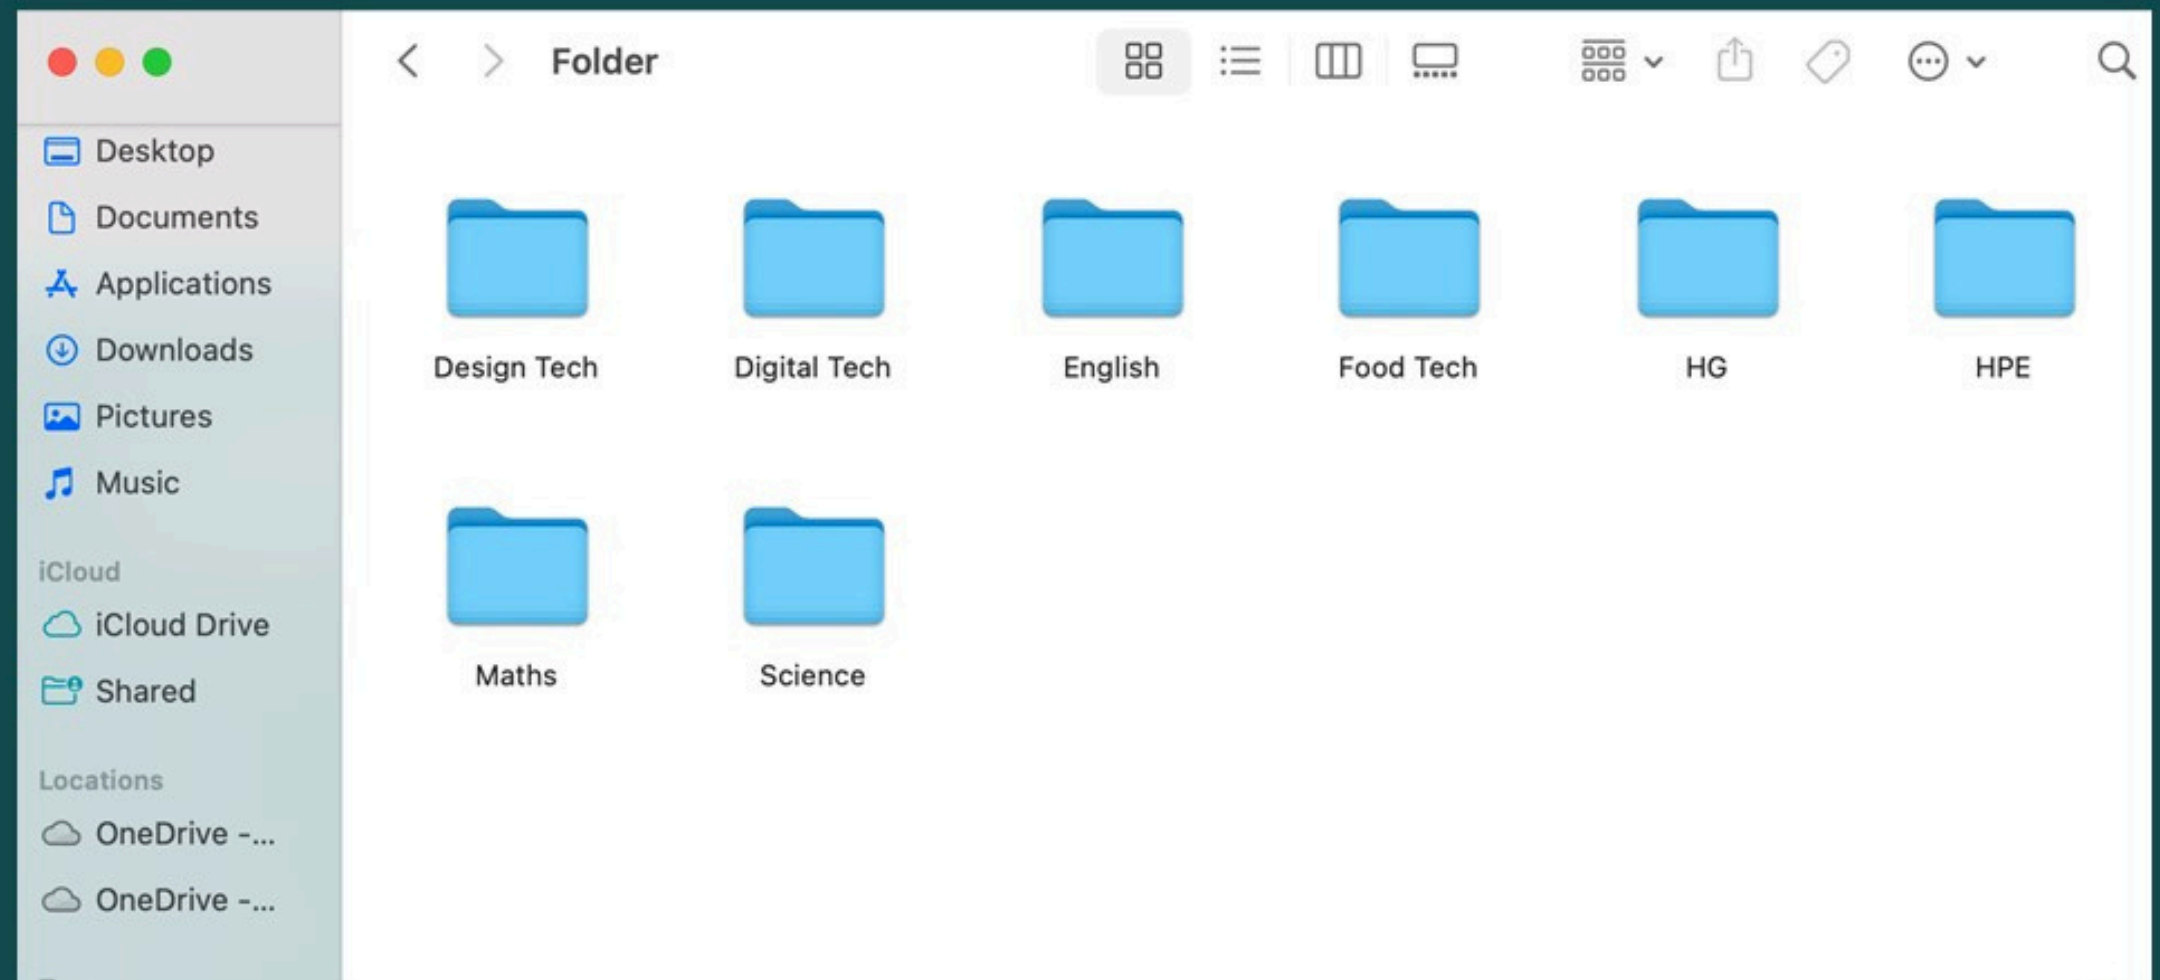 Folder
Desktop
Documents
Applications
Downloads
Pictures
Music
iCloud
iCloud Drive
Shared
Locations
OneDrive -...
OneDrive -...
Design Tech
Digital Tech
English
Food Tech
HG
HPE
Maths
Science